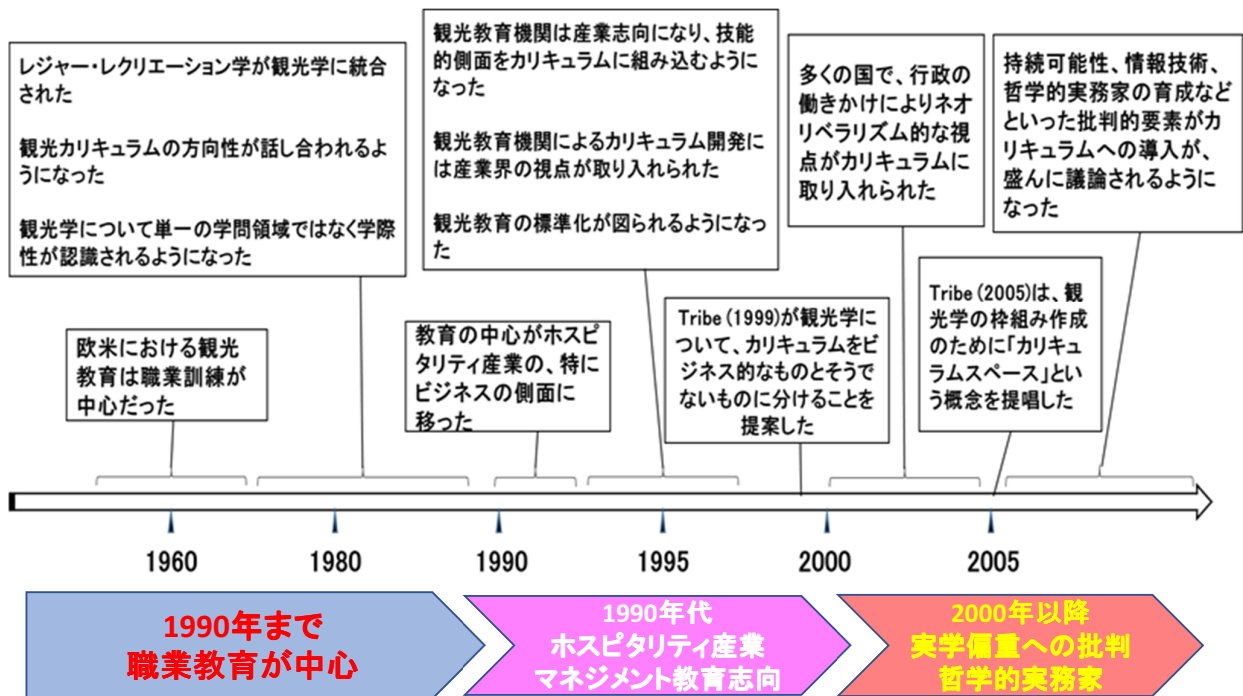 レジャー・レクリエーション学が観光学に統合
された
観光カリキュラムの方向性が話し合われるよ
うになった
観光学について単一の学問領域ではなく学際
性が認識されるようになった
観光教育機関は産業志向になり、技能
的側面をカリキュラムに組み込むように
なった
観光教育機関によるカリキュラム開発に
は産業界の視点が取り入れられた
観光教育の標準化が図られるようになっ
た
多くの国で、行政の
働きかけによりネオ
リベラリズム的な視
点がカリキュラムに
取り入れられた
持続可能性、情報技術、
哲学的実務家の育成など
といった批判的要素がカ
リキュラムへの導入が、
盛んに議論されるように
なった
欧米における観光
教育は職業訓練が
中心だった
教育の中心がホスピ
タリティ産業の、特に
ビジネスの側面に
移った
Tribe(1999)が観光学に
ついて、カリキュラムをビ
ジネス的なものとそうで
ないものに分けることを
提案した
Tribe(2005)は、観
光学の枠組み作成
のために「カリキュ
ラムスペース」とい
う概念を提唱した
1960
1980
1990
1995
2000
2005
1990年まで
職業教育が中心
1990年代
ホスピタリティ産業
マネジメント教育志向
2000年以降
実学偏重への批判
哲学的実務家